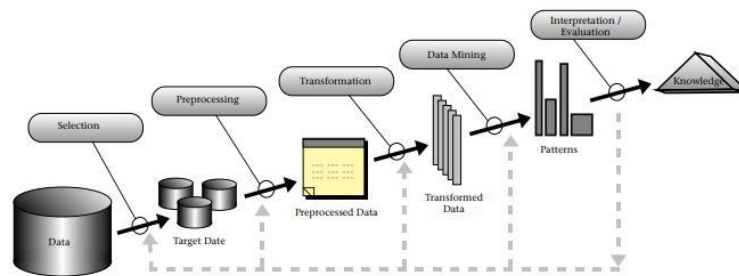 Interpretation /
Evaluation
Data Mining
Transformation
Preprocessing
Selection
Knowledge
Patterns
Transformed
Data
Preprocessed Data
Target Date
Data